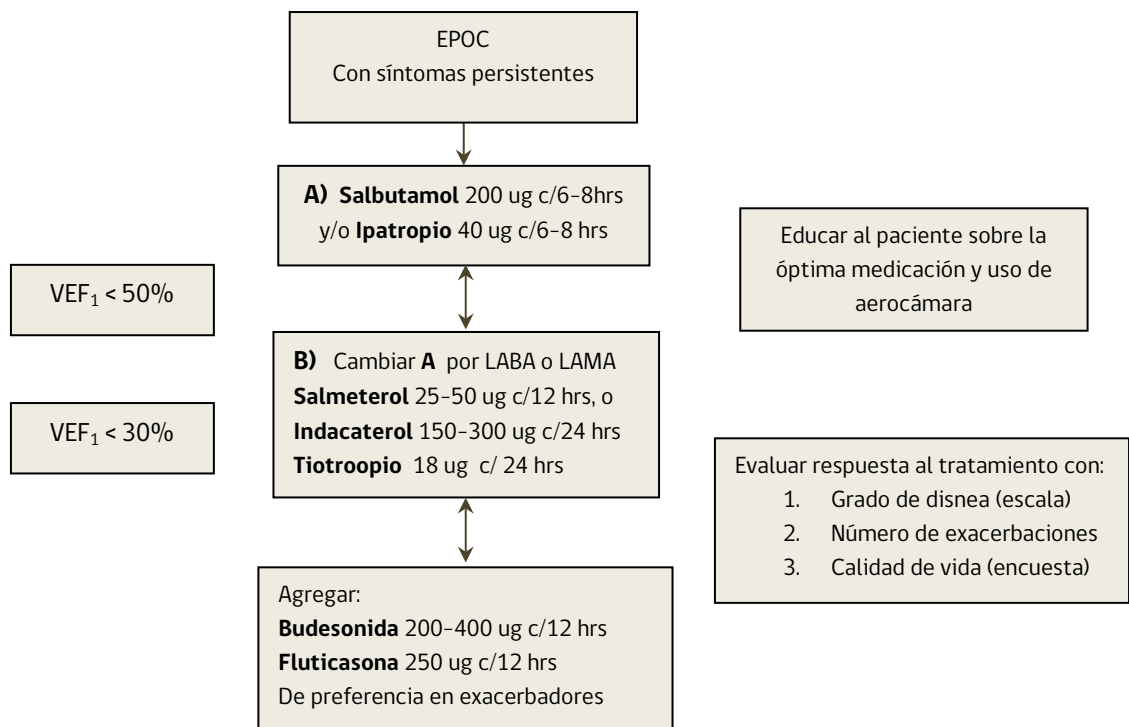 EPOC
Con síntomas persistentes
A) Salbutamol 200 ug c/6-8hrs
y/o Ipatropio 40 ug c/6-8 hrs
Educar al paciente sobre la
óptima medicación y uso de
aerocámara
VEF₁ < 50%
B) Cambiar A por LABA o LAMA
Salmeterol 25-50 ug c/12 hrs, o
Indacaterol 150-300 ug c/24 hrs
Tiotroopio 18 ug c/ 24 hrs
VEF₁ < 30%
Evaluar respuesta al tratamiento con:
1. Grado de disnea (escala)
2. Número de exacerbaciones
3. Calidad de vida (encuesta)
Agregar:
Budesonida 200-400 ug c/12 hrs
Fluticasona 250 ug c/12 hrs
De preferencia en exacerbadores